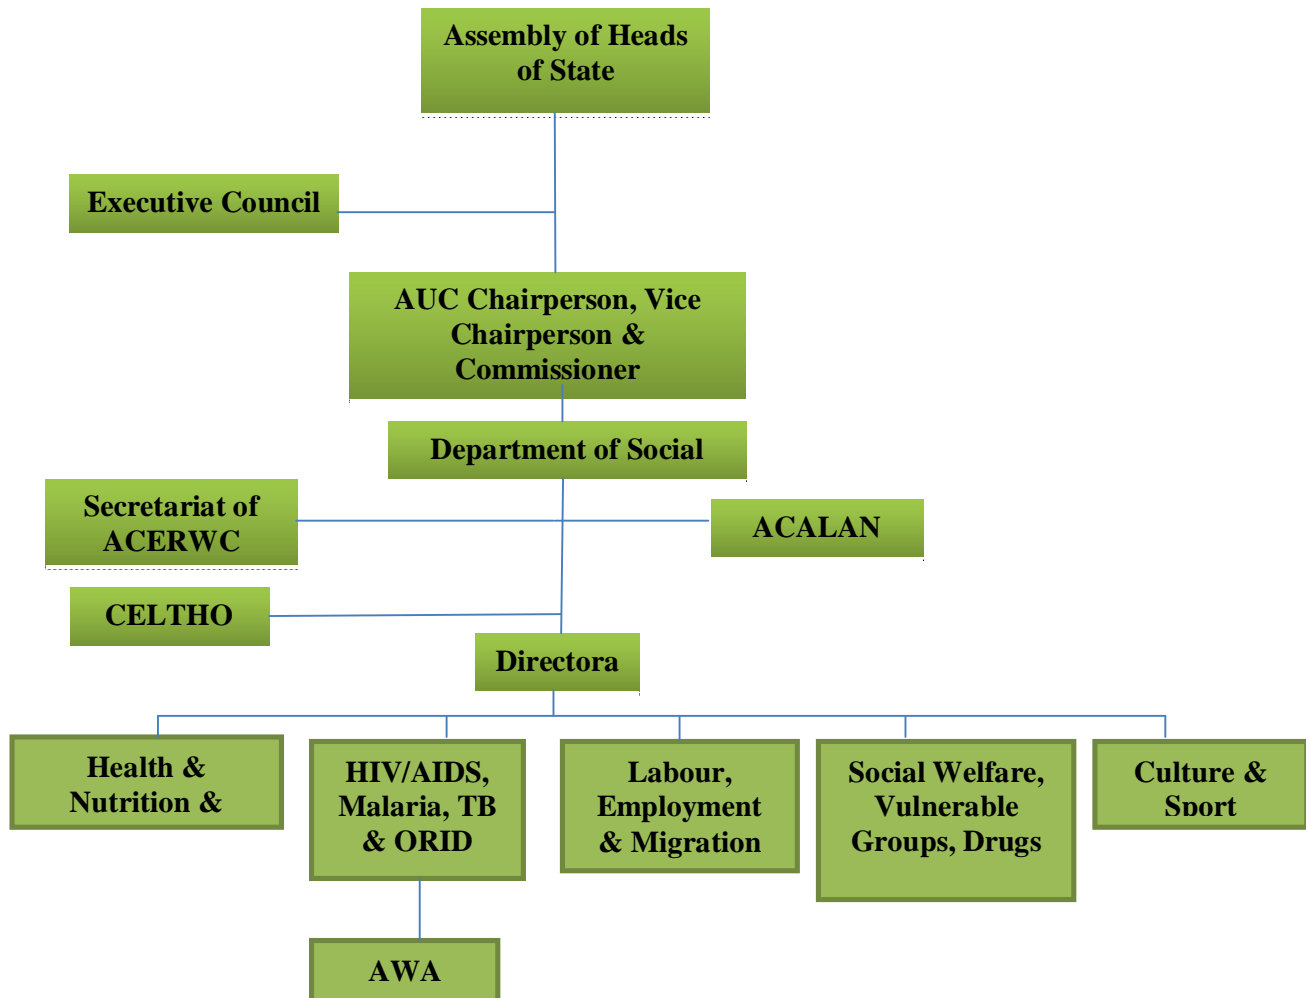 Assembly of Heads
of State
Executive Council
AUC Chairperson, Vice
Chairperson &
Commissioner
Department of Social
Secretariat of
ACERWC
ACALAN
CELTHO
Directora
Health &
Nutrition &
HIV/AIDS,
Malaria, TB
& ORID
Labour,
Employment
& Migration
Social Welfare,
Vulnerable
Groups, Drugs
Culture &
Sport
AWA